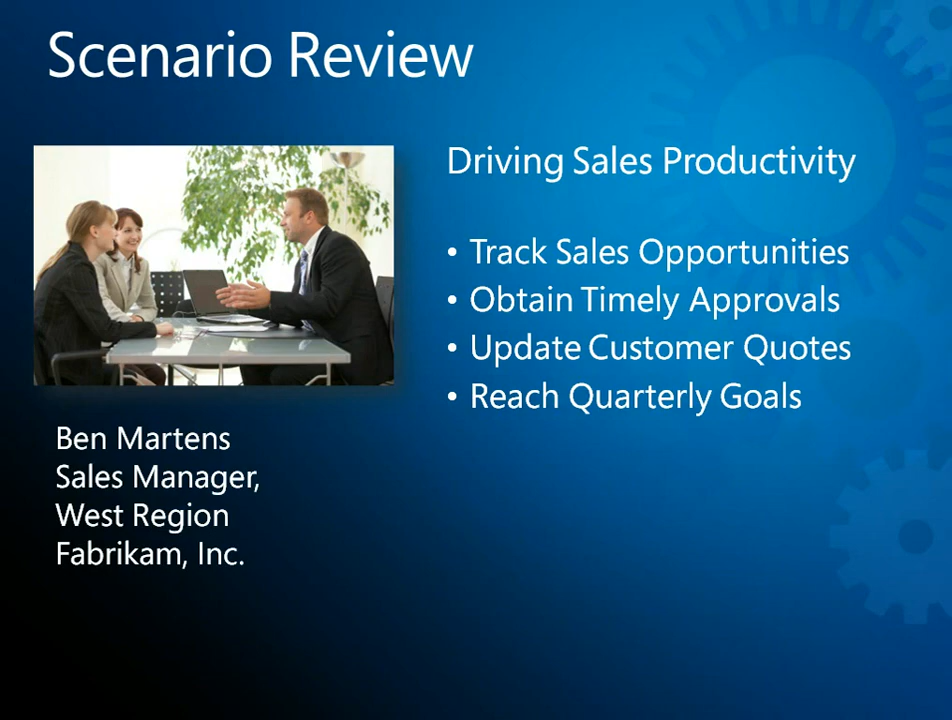 Scenario Review
Driving Sales Productivity
• Track Sales Opportunities
• Obtain Timely Approvals
• Update Customer Quotes
• Reach Quarterly Goals
Ben Martens
Sales Manager,
West Region
Fabrikam, Inc.